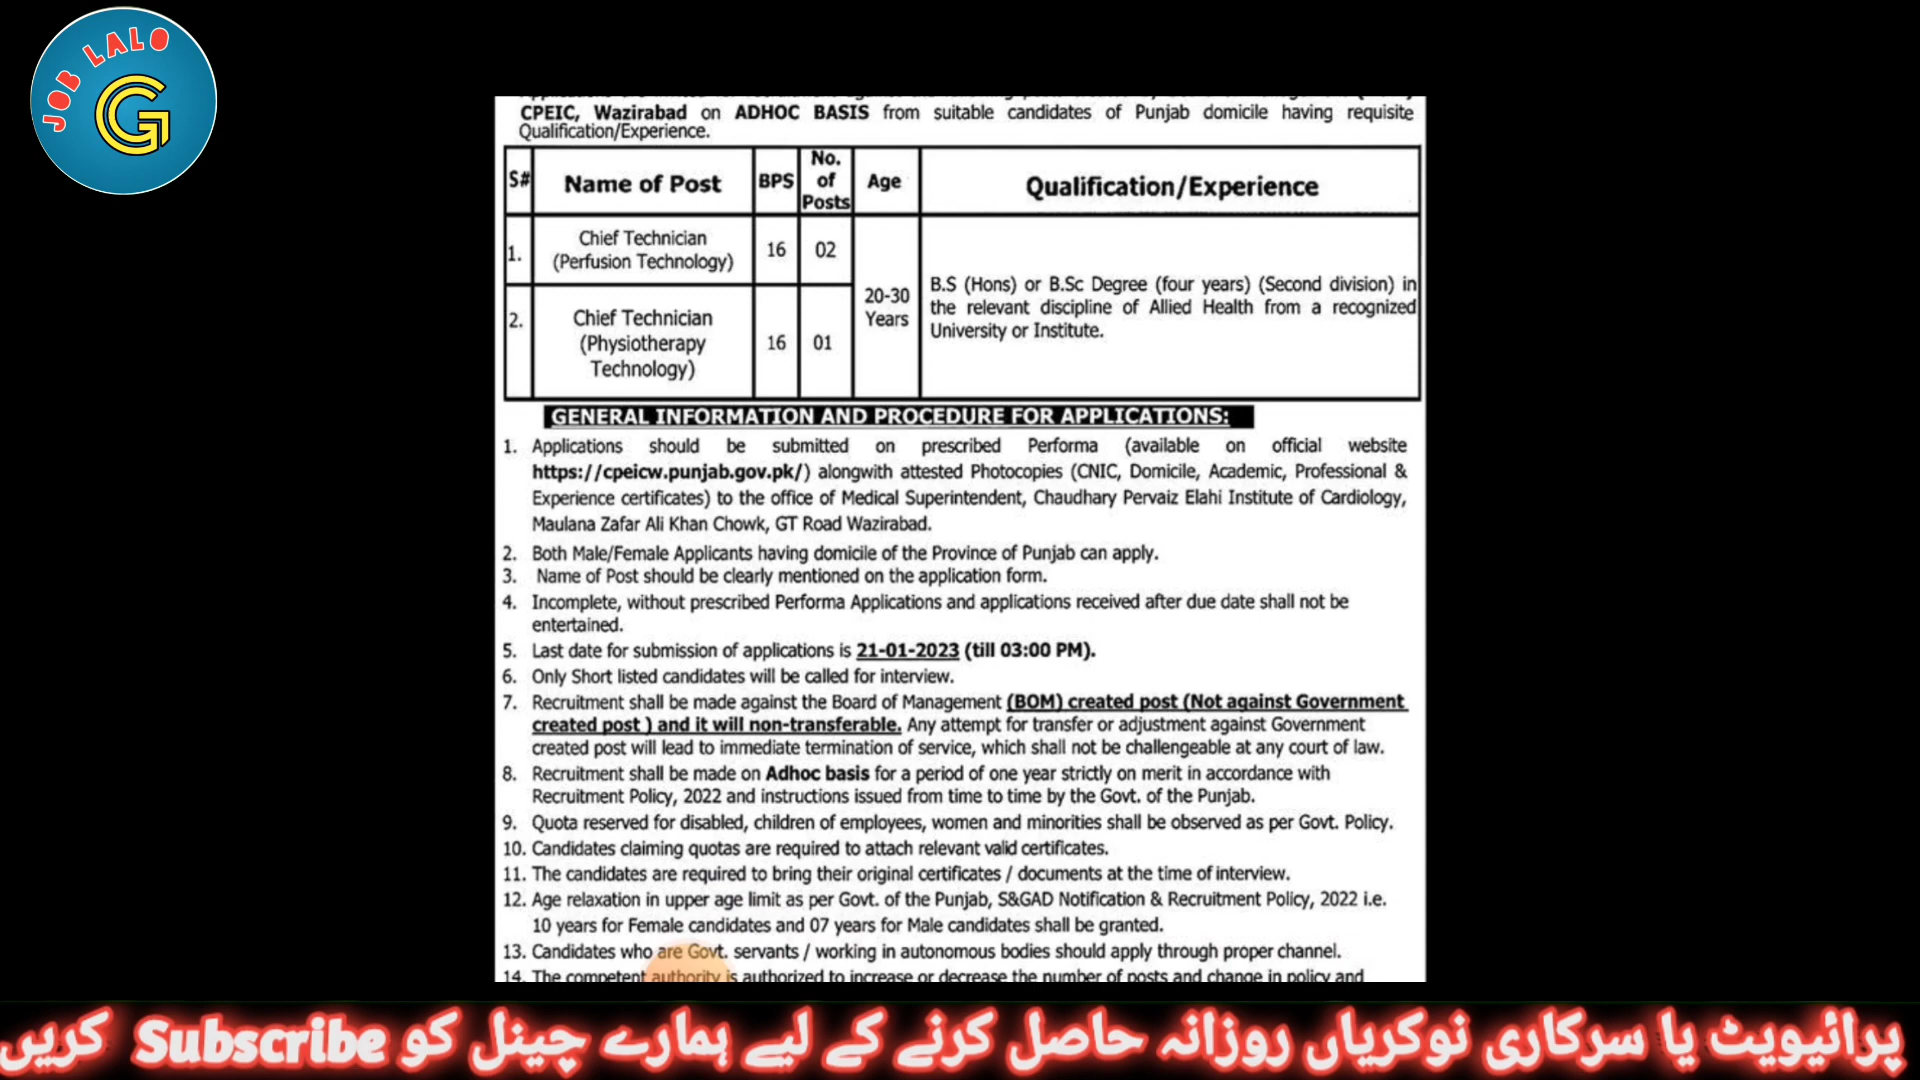 JOB LALO
G
CPEIC, Wazirabad on ADHOC BASIS from suitable candidates of Punjab domicile having requisite
Qualification/Experience.
S# Name of Post BPS No. of Posts Age Qualification/Experience
1. Chief Technician (Perfusion Technology) 16 02
20-30 Years
B.S (Hons) or B.Sc Degree (four years) (Second division) in
the relevant discipline of Allied Health from a recognized
University or Institute.
2. Chief Technician (Physiotherapy Technology) 16 01
GENERAL INFORMATION AND PROCEDURE FOR APPLICATIONS:
1. Applications should be submitted on prescribed Performa (available on official website
https://cpeicw.punjab.gov.pk/) alongwith attested Photocopies (CNIC, Domicile, Academic, Professional &
Experience certificates) to the office of Medical Superintendent, Chaudhary Pervaiz Elahi Institute of Cardiology,
Maulana Zafar Ali Khan Chowk, GT Road Wazirabad.
2. Both Male/Female Applicants having domicile of the Province of Punjab can apply.
3. Name of Post should be clearly mentioned on the application form.
4. Incomplete, without prescribed Performa Applications and applications received after due date shall not be
entertained.
5. Last date for submission of applications is 21-01-2023 (till 03:00 PM).
6. Only Short listed candidates will be called for interview.
7. Recruitment shall be made against the Board of Management (BOM) created post (Not against Government
created post ) and it will non-transferable. Any attempt for transfer or adjustment against Government
created post will lead to immediate termination of service, which shall not be challengeable at any court of law.
8. Recruitment shall be made on Adhoc basis for a period of one year strictly on merit in accordance with
Recruitment Policy, 2022 and instructions issued from time to time by the Govt. of the Punjab.
9. Quota reserved for disabled, children of employees, women and minorities shall be observed as per Govt. Policy.
10. Candidates claiming quotas are required to attach relevant valid certificates.
11. The candidates are required to bring their original certificates / documents at the time of interview.
12. Age relaxation in upper age limit as per Govt. of the Punjab, S&GAD Notification & Recruitment Policy, 2022 i.e.
10 years for Female candidates and 07 years for Male candidates shall be granted.
13. Candidates who are Govt. servants / working in autonomous bodies should apply through proper channel.
14. The competent authority is authorized to increase or decrease the number of posts and change in policy and
پرائیویٹ یا سرکاری نوکریاں روزانہ حاصل کرنے کے لیے ہمارے چینل کو Subscribe کریں